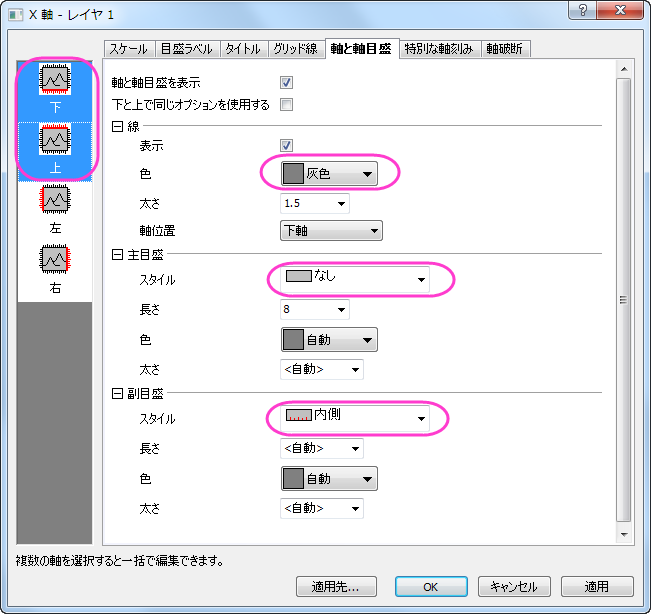 X 軸 - レイヤ 1
スケール 目盛ラベル タイトル グリッド線 軸と軸目盛 特別な軸刻み 軸破断
下
上
左
右
軸と軸目盛を表示
下と上で同じオプションを使用する
線
表示
色 灰色
太さ 1.5
軸位置 下軸
主目盛
スタイル なし
長さ 8
色 自動
太さ <自動>
副目盛
スタイル 内側
長さ <自動>
色 自動
太さ <自動>
複数の軸を選択すると一括で編集できます。
適用先... OK キャンセル 適用